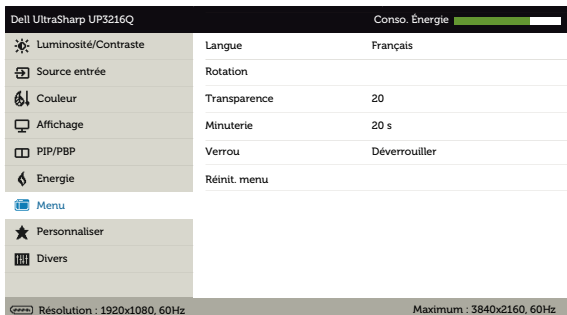 Dell UltraSharp UP3216Q Conso. Énergie
Luminosité/Contraste Langue Français
Source entrée Rotation
Couleur Transparence 20
Affichage Minuterie 20 s
PIP/PBP Verrou Déverrouiller
Energie Réinit. menu
Menu
Personnaliser
Divers
Résolution : 1920x1080, 60Hz Maximum : 3840x2160, 60Hz